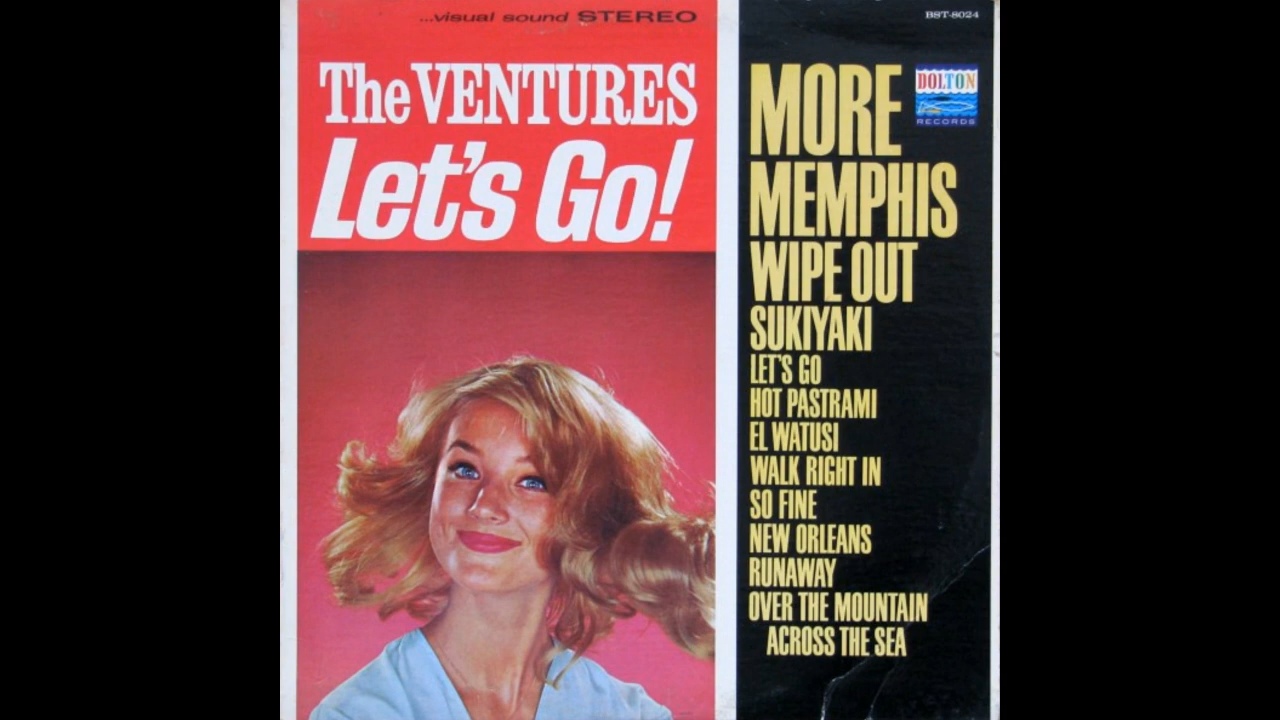 ...visual sound STEREO
The VENTURES
Let's Go!
BST-8024
DOLTON
RECORDS
MORE
MEMPHIS
WIPE OUT
SUKIYAKI
LET'S GO
HOT PASTRAMI
EL WATUSI
WALK RIGHT IN
SO FINE
NEW ORLEANS
RUNAWAY
OVER THE MOUNTAIN
ACROSS THE SEA